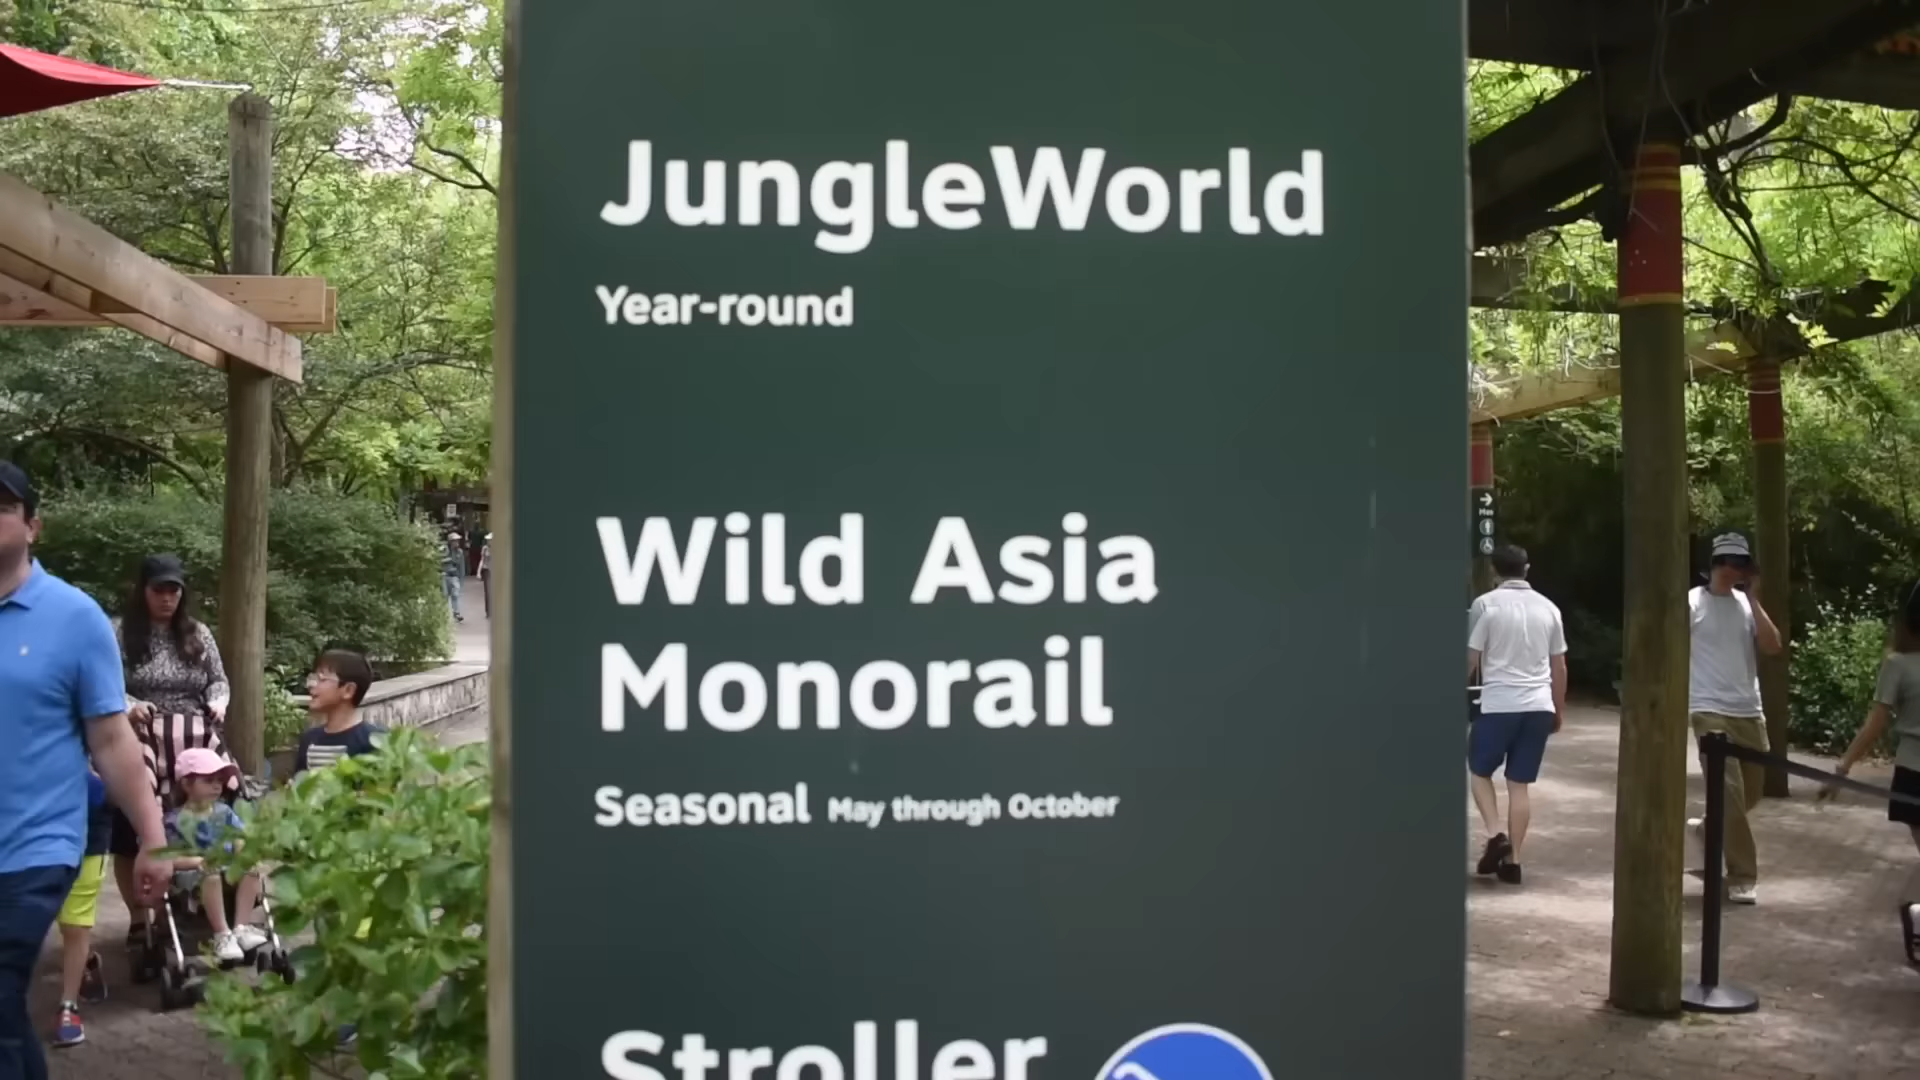 JungleWorld
Year-round
Wild Asia
Monorail
Seasonal May through October
Stroller